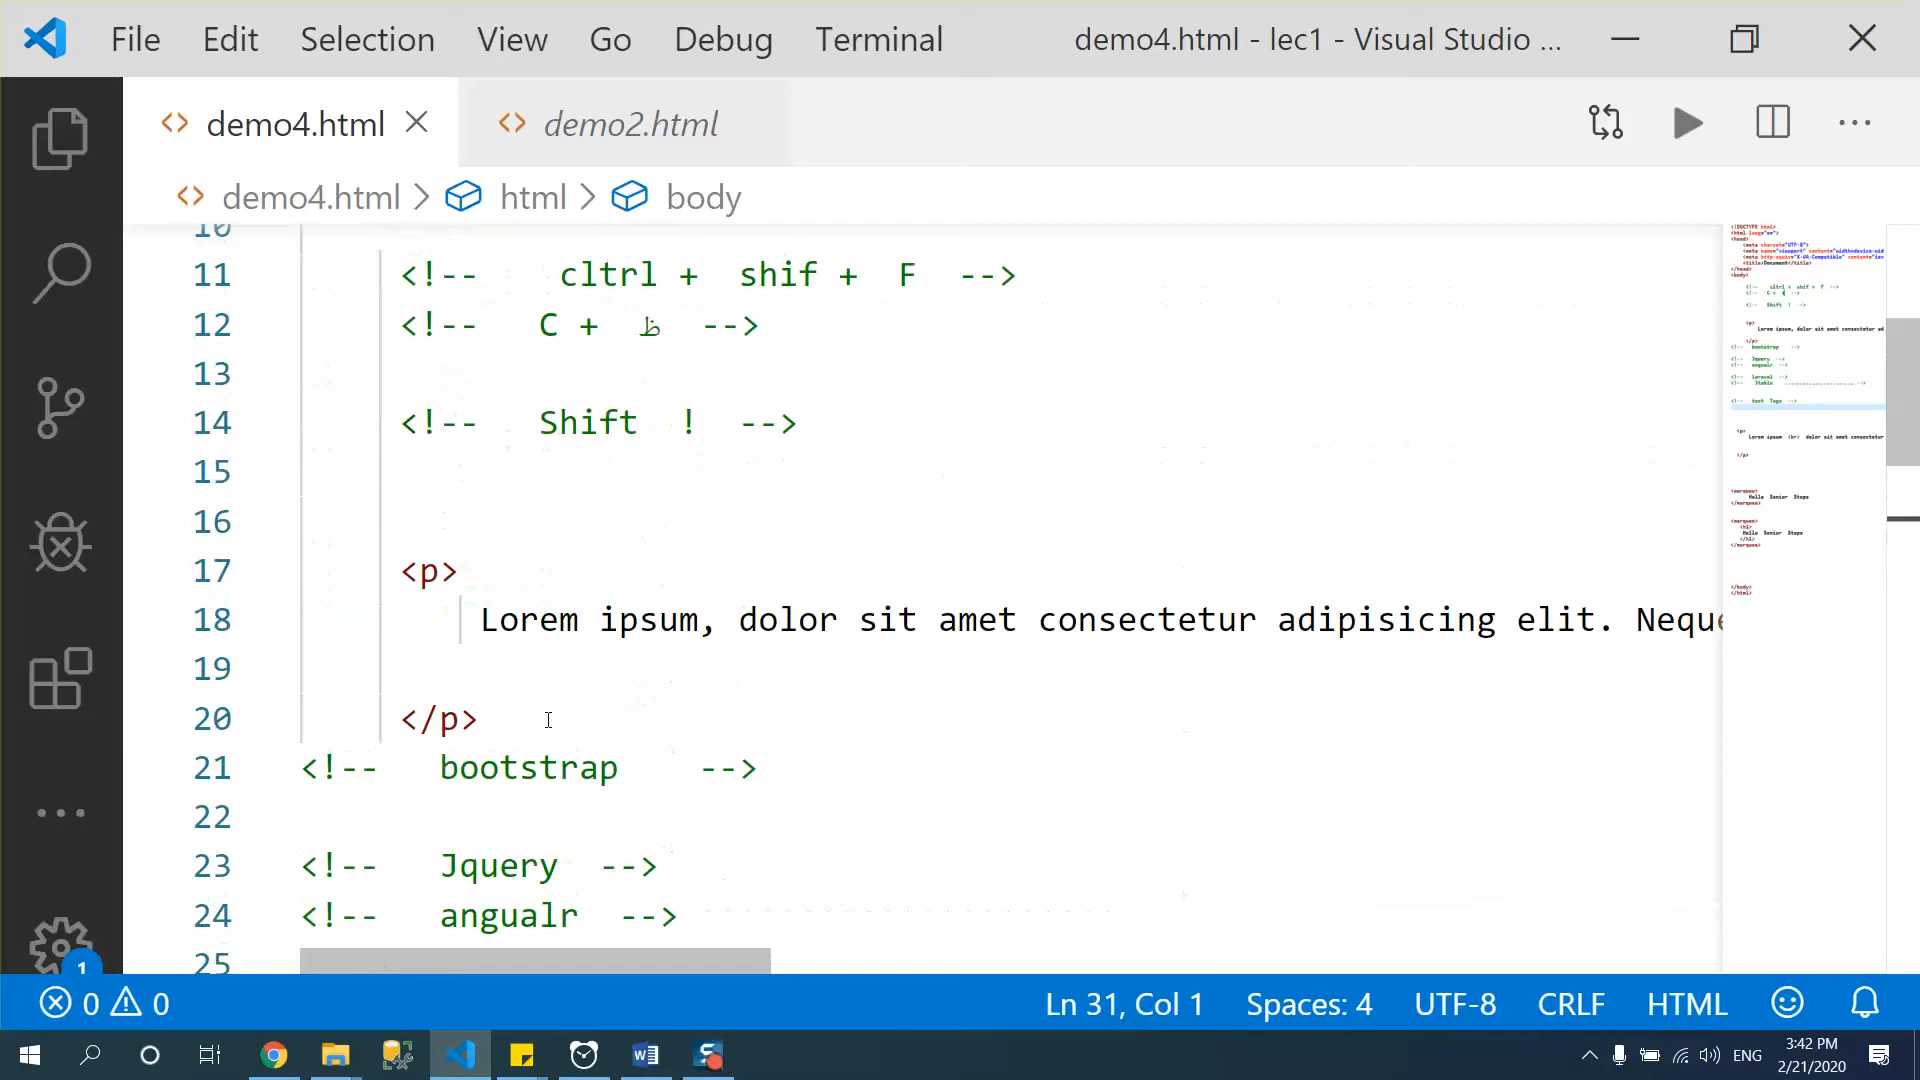 File Edit Selection View Go Debug Terminal demo4.html - lec1 - Visual Studio ...
demo4.html demo2.html
demo4.html > html > body
10
11 <!-- cltrl + shif + F -->
12 <!-- C + ظ -->
13
14 <!-- Shift ! -->
15
16
17 <p>
18 Lorem ipsum, dolor sit amet consectetur adipisicing elit. Neque
19
20 </p>
21 <!-- bootstrap -->
22
23 <!-- Jquery -->
24 <!-- angualr -->
25
1
0 0 Ln 31, Col 1 Spaces: 4 UTF-8 CRLF HTML
ENG 3:42 PM
2/21/2020